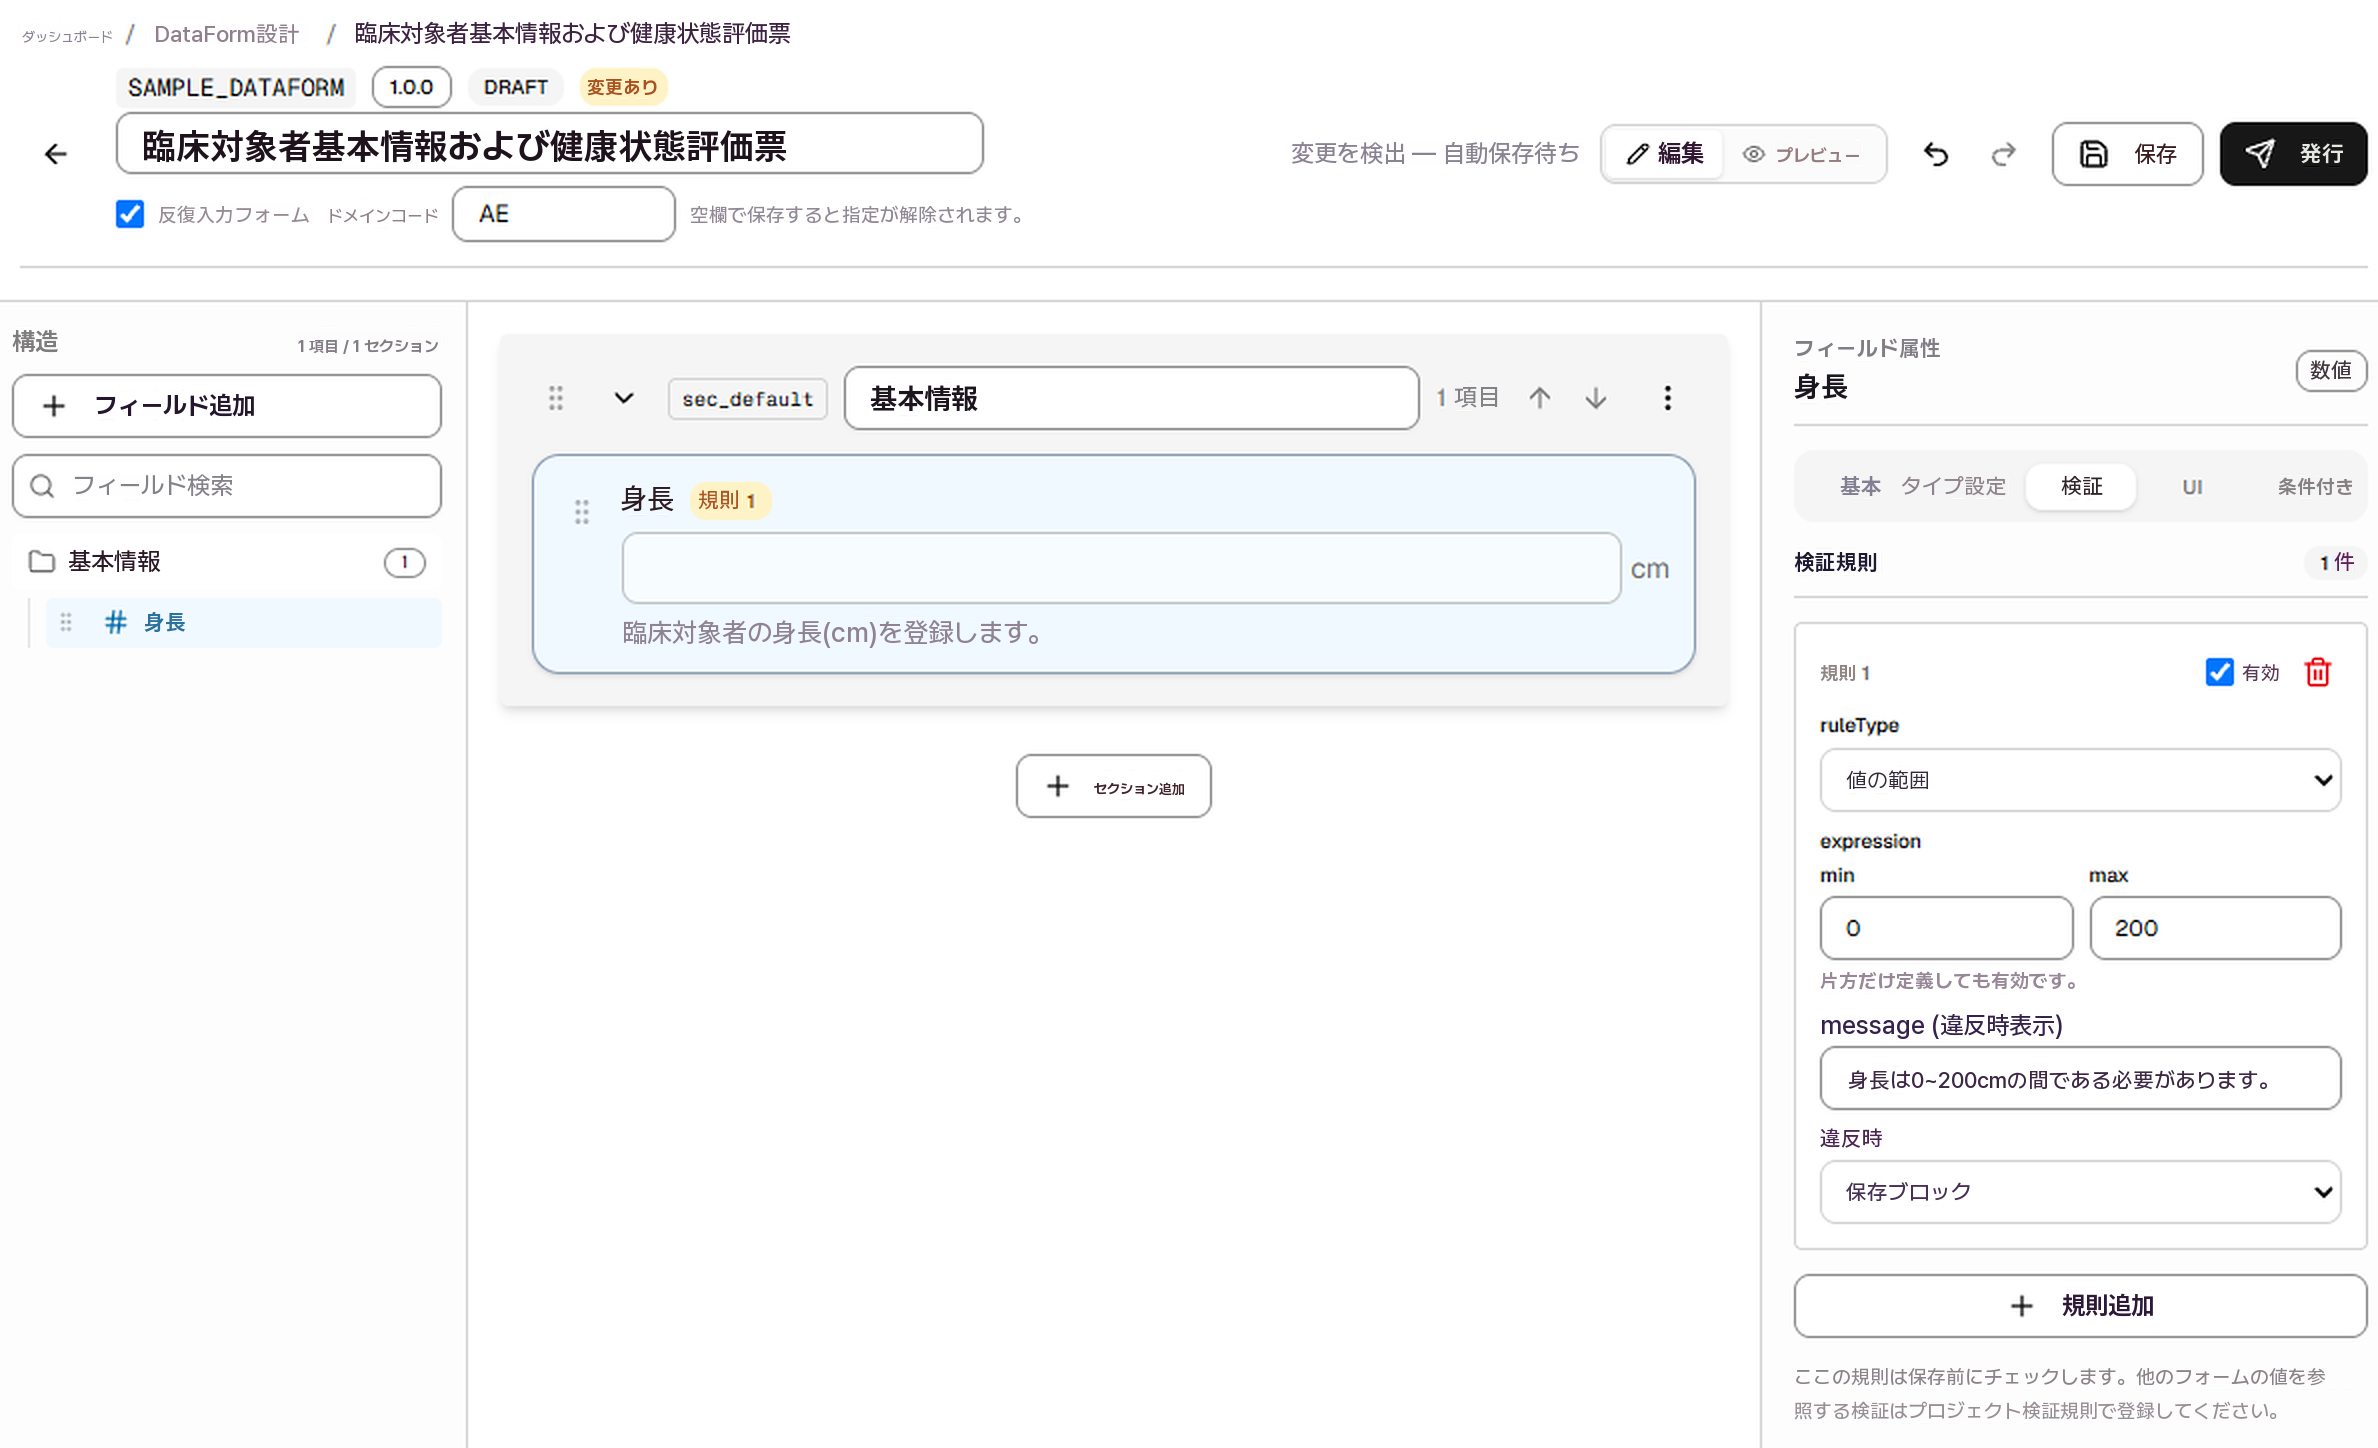 ダッシュボード / DataForm設計 / 臨床対象者基本情報および健康状態評価票
SAMPLE_DATAFORM 1.0.0 DRAFT 変更あり
臨床対象者基本情報および健康状態評価票
変更を検出 — 自動保存待ち 編集 プレビュー 保存 発行
反復入力フォーム ドメインコード AE 空欄で保存すると指定が解除されます。
構造 1 項目 / 1 セクション
フィールド追加
フィールド検索
基本情報 1
身長
sec_default 基本情報 1 項目
身長 規則 1
cm
臨床対象者の身長(cm)を登録します。
セクション追加
フィールド属性
身長 数値
基本 タイプ設定 検証 UI 条件付き
検証規則 1 件
規則 1 有効
ruleType
値の範囲
expression
min max
0 200
片方だけ定義しても有効です。
message (違反時表示)
身長は0~200cmの間である必要があります。
違反時
保存ブロック
規則追加
ここの規則は保存前にチェックします。他のフォームの値を参
照する検証はプロジェクト検証規則で登録してください。